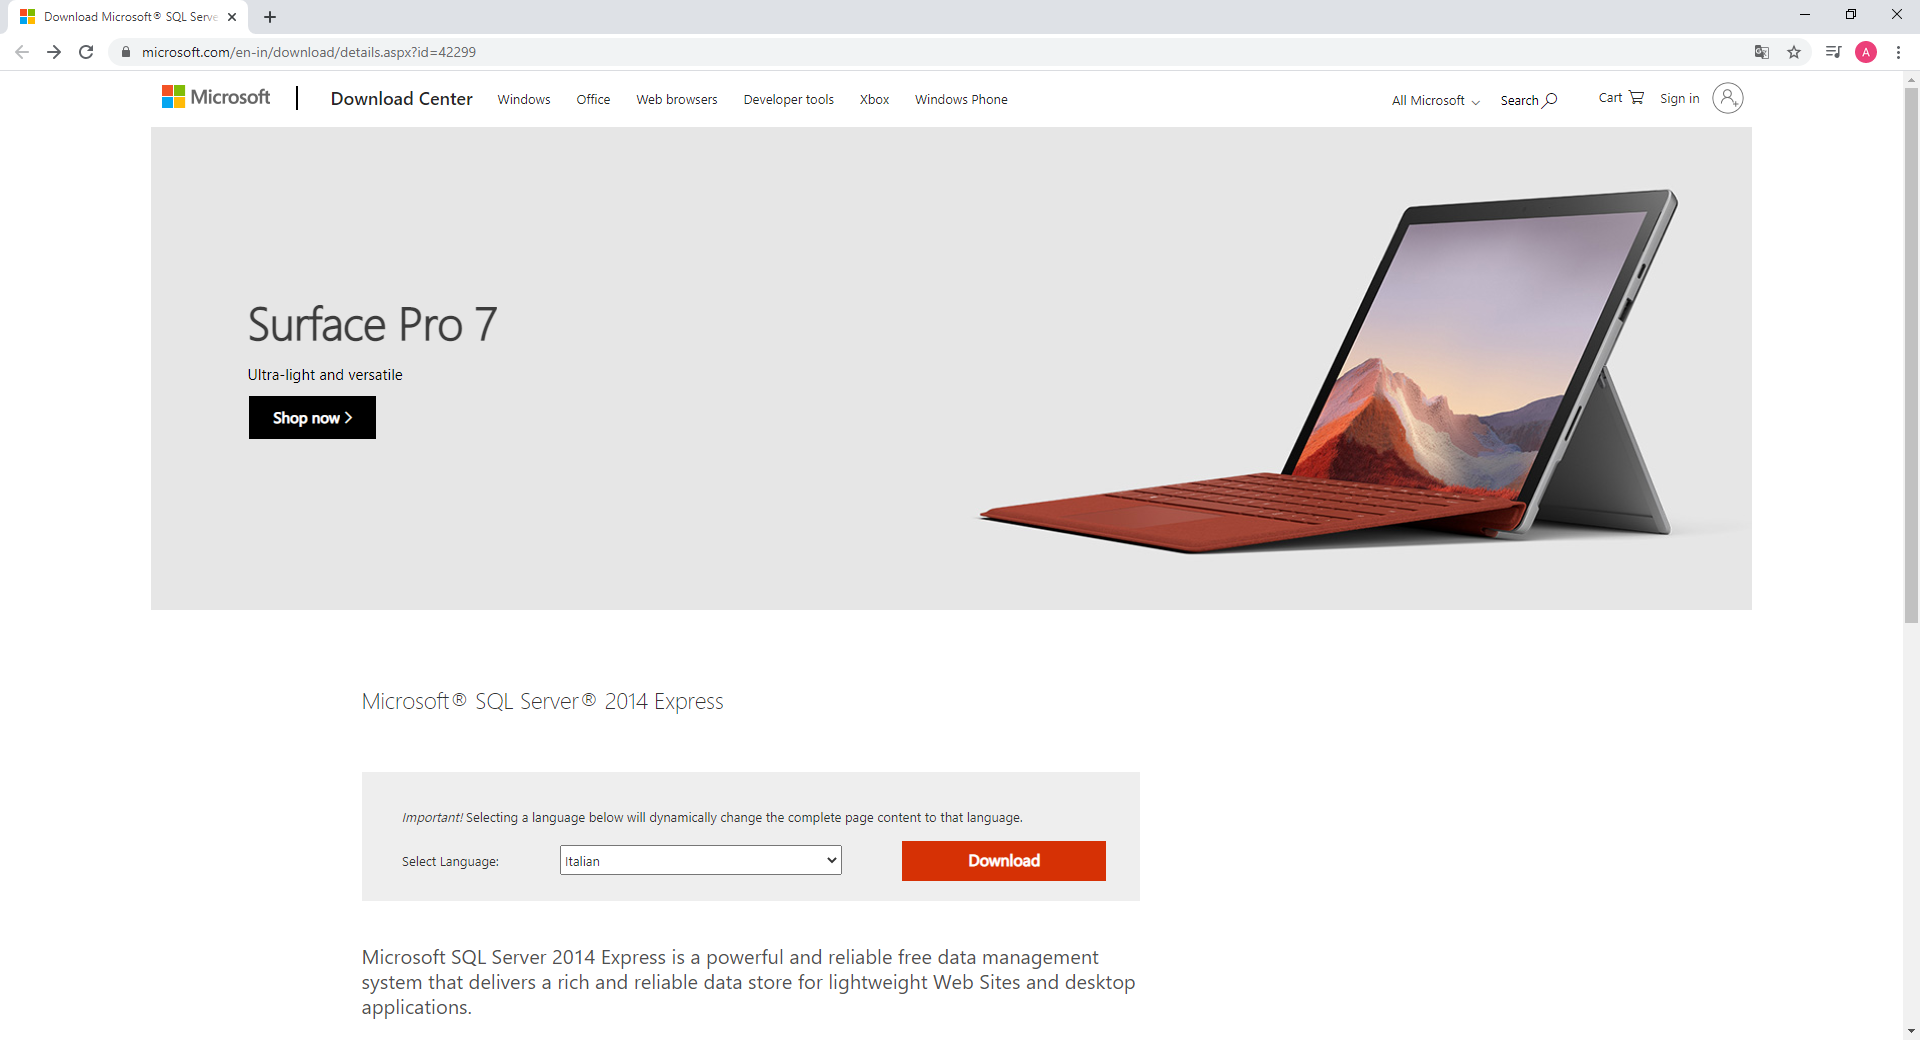 Download Microsoft® SQL Serve
microsoft.com/en-in/download/details.aspx?id=42299
A
Microsoft
Download Center
Windows
Office
Web browsers
Developer tools
Xbox
Windows Phone
All Microsoft
Search
Cart
Sign in
Surface Pro 7
Ultra-light and versatile
Shop now
Microsoft® SQL Server® 2014 Express
Important! Selecting a language below will dynamically change the complete page content to that language.
Select Language:
Italian
Download
Microsoft SQL Server 2014 Express is a powerful and reliable free data management
system that delivers a rich and reliable data store for lightweight Web Sites and desktop
applications.